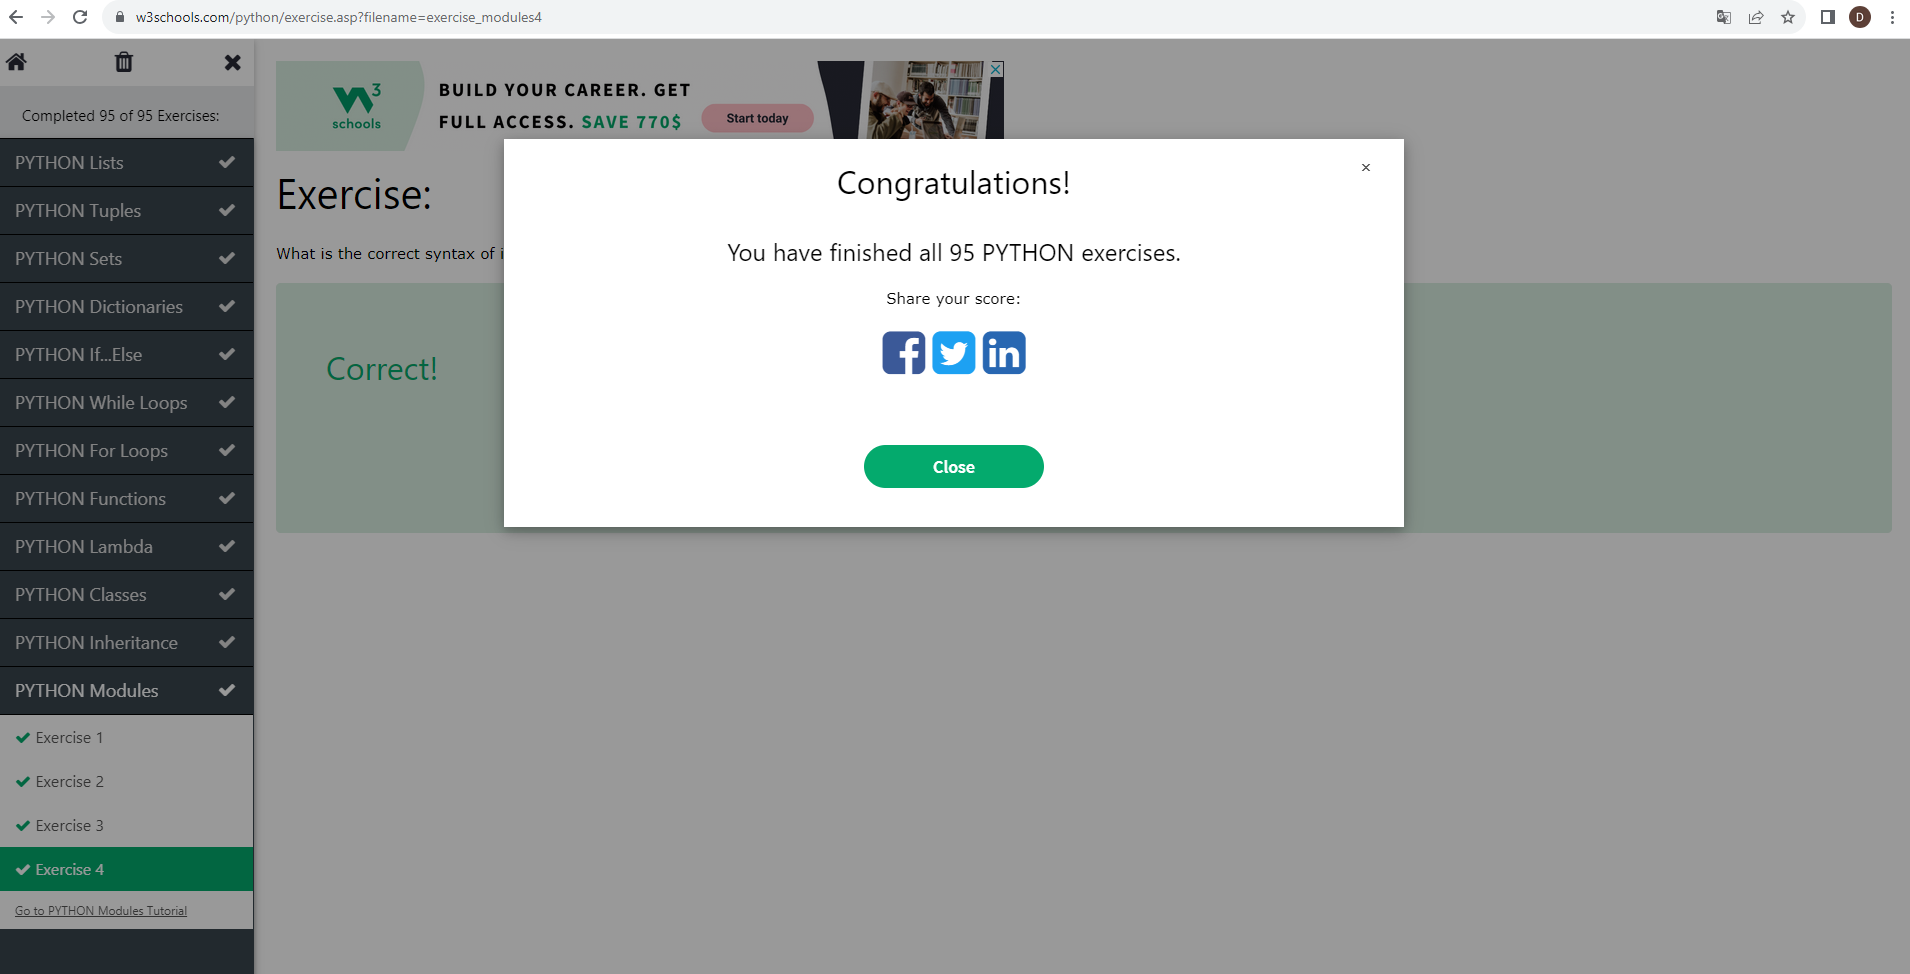 w3schools.com/python/exercise.asp?filename=exercise_modules4
D
Completed 95 of 95 Exercises:
PYTHON Lists
PYTHON Tuples
PYTHON Sets
PYTHON Dictionaries
PYTHON If...Else
PYTHON While Loops
PYTHON For Loops
PYTHON Functions
PYTHON Lambda
PYTHON Classes
PYTHON Inheritance
PYTHON Modules
Exercise 1
Exercise 2
Exercise 3
Exercise 4
Go to PYTHON Modules Tutorial
w3
schools
BUILD YOUR CAREER. GET
FULL ACCESS. SAVE 770$
Start today
Exercise:
What is the correct syntax of i
Correct!
×
Congratulations!
You have finished all 95 PYTHON exercises.
Share your score:
f
in
Close